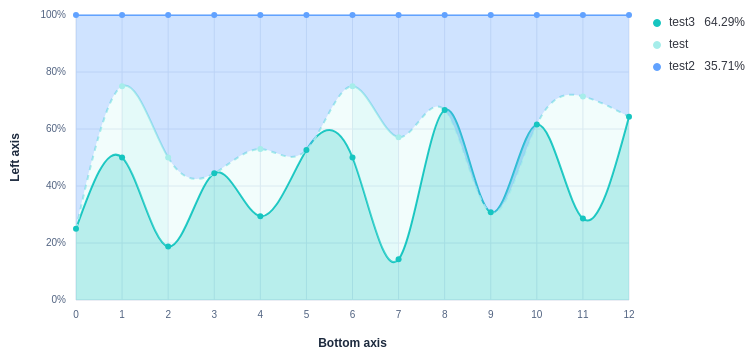 100%
80%
60%
40%
20%
0%
Left axis
0 1 2 3 4 5 6 7 8 9 10 11 12
Bottom axis
test3 64.29%
test
test2 35.71%